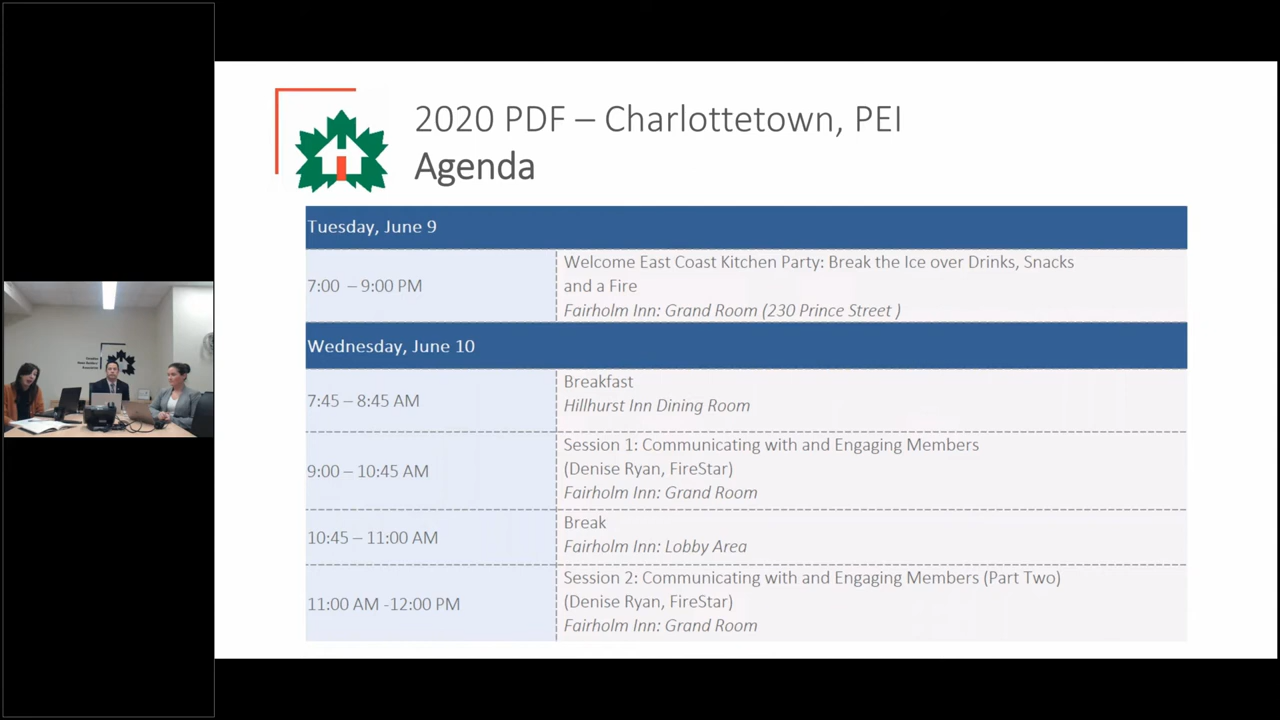 2020 PDF – Charlottetown, PEI
Agenda
Tuesday, June 9
7:00 – 9:00 PM
Welcome East Coast Kitchen Party: Break the Ice over Drinks, Snacks
and a Fire
Fairholm Inn: Grand Room (230 Prince Street )
Wednesday, June 10
7:45 – 8:45 AM
Breakfast
Hillhurst Inn Dining Room
9:00 – 10:45 AM
Session 1: Communicating with and Engaging Members
(Denise Ryan, FireStar)
Fairholm Inn: Grand Room
10:45 – 11:00 AM
Break
Fairholm Inn: Lobby Area
11:00 AM -12:00 PM
Session 2: Communicating with and Engaging Members (Part Two)
(Denise Ryan, FireStar)
Fairholm Inn: Grand Room